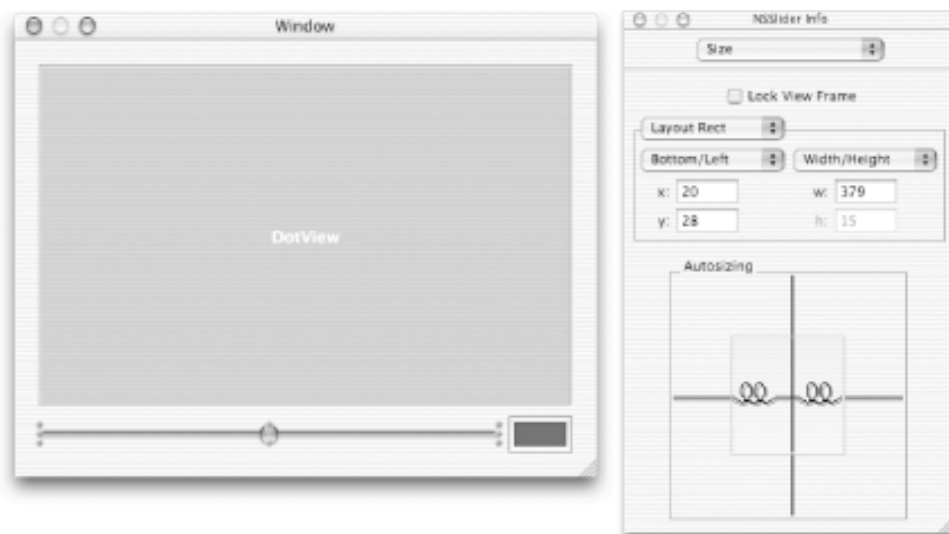 Window
DotView
NSSlider Info
Size
Lock View Frame
Layout Rect
Bottom/Left Width/Height
x: 20 w: 379
y: 28 h: 15
Autosizing